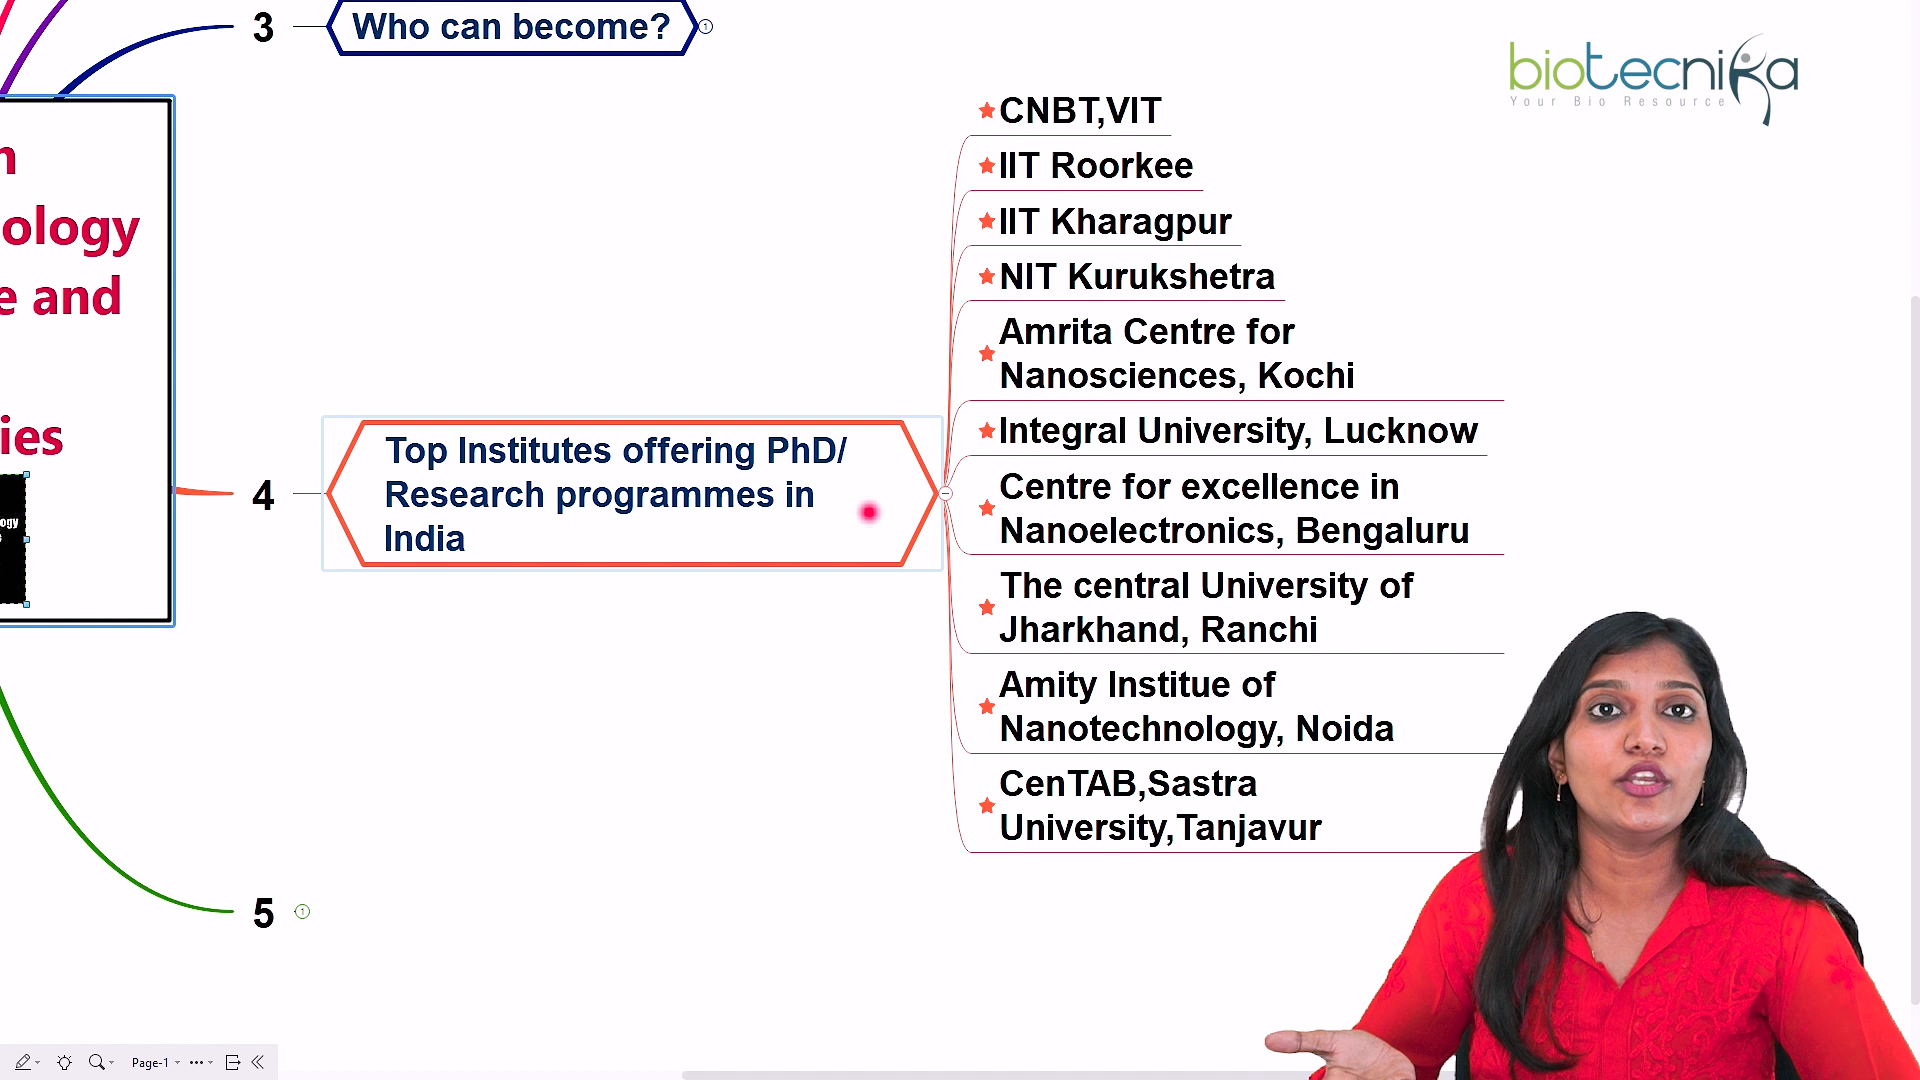 3
Who can become?
1
biotecnika
Your Bio Resource
n
ology
e and
ies
ogy
4
Top Institutes offering PhD/
Research programmes in
India
CNBT,VIT
IIT Roorkee
IIT Kharagpur
NIT Kurukshetra
Amrita Centre for
Nanosciences, Kochi
Integral University, Lucknow
Centre for excellence in
Nanoelectronics, Bengaluru
The central University of
Jharkhand, Ranchi
Amity Institue of
Nanotechnology, Noida
CenTAB,Sastra
University,Tanjavur
5
1
Page-1